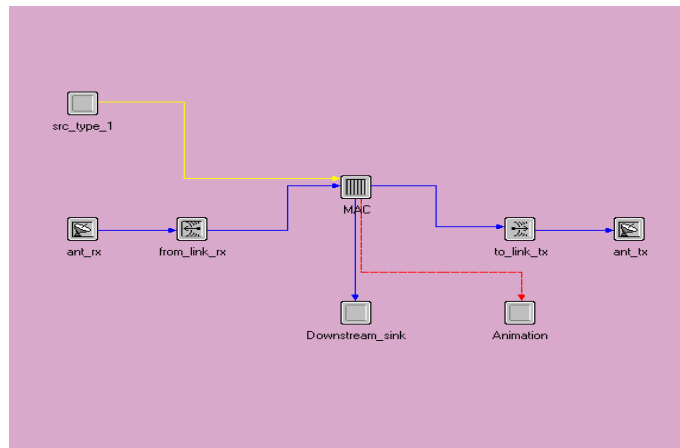 src_type_1
MAC
ant_rx
from_link_rx
to_link_tx
ant_tx
Downstream_sink
Animation